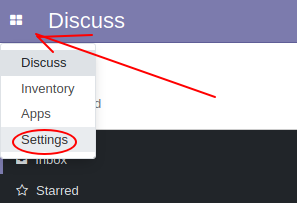 Discuss
Discuss
Inventory
Apps
Settings
Inbox
Starred